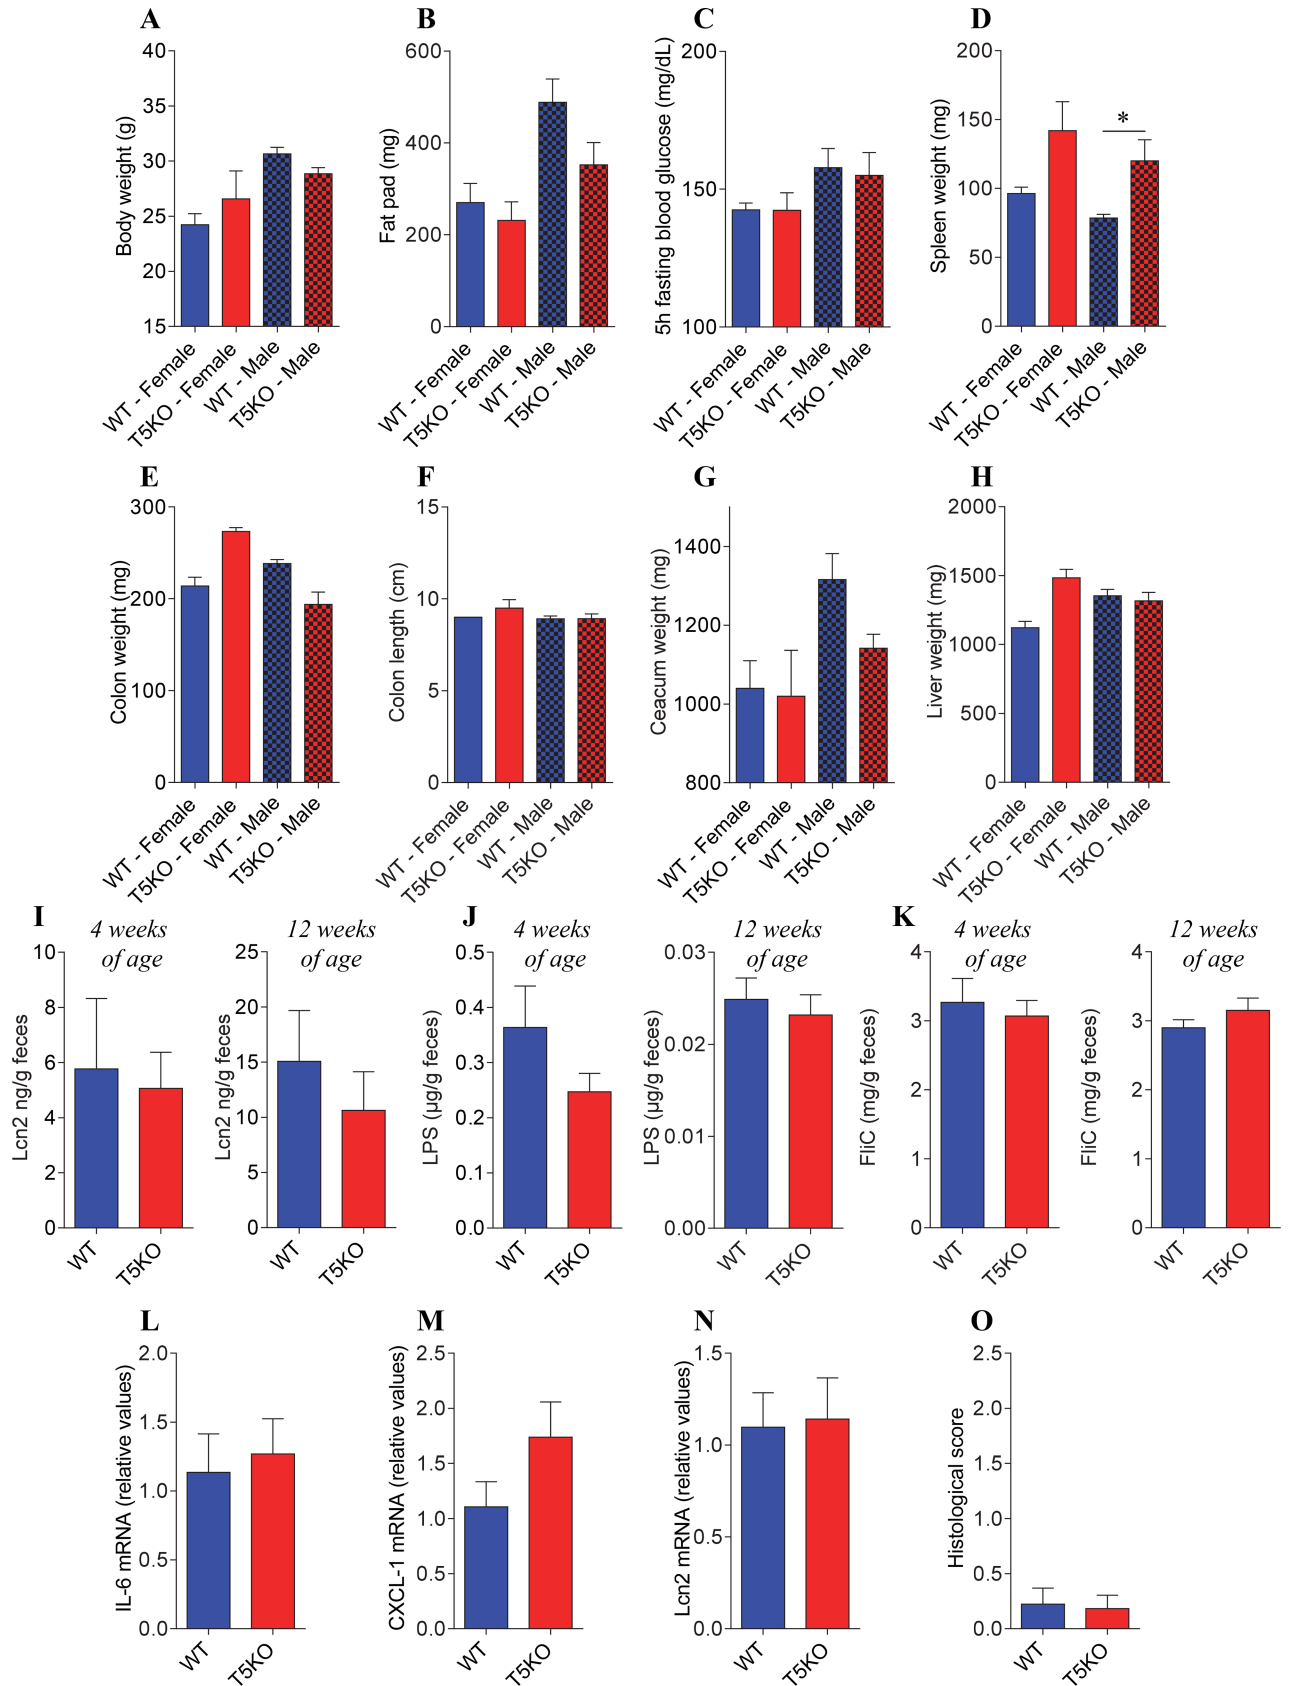 A
Body weight (g)
40
35
30
25
20
15
WT - Female
T5KO - Female
WT - Male
T5KO - Male
B
Fat pad (mg)
600
400
200
0
WT - Female
T5KO - Female
WT - Male
T5KO - Male
C
5h fasting blood glucose (mg/dL)
200
150
100
WT - Female
T5KO - Female
WT - Male
T5KO - Male
D
Spleen weight (mg)
200
150
100
50
0
*
WT - Female
T5KO - Female
WT - Male
T5KO - Male
E
Colon weight (mg)
300
200
100
0
WT - Female
T5KO - Female
WT - Male
T5KO - Male
F
Colon length (cm)
15
10
5
0
WT - Female
T5KO - Female
WT - Male
T5KO - Male
G
Ceacum weight (mg)
1400
1200
1000
800
WT - Female
T5KO - Female
WT - Male
T5KO - Male
H
Liver weight (mg)
2000
1500
1000
500
0
WT - Female
T5KO - Female
WT - Male
T5KO - Male
I
4 weeks
of age
Lcn2 ng/g feces
10
8
6
4
2
0
WT
T5KO
12 weeks
of age
Lcn2 ng/g feces
25
20
15
10
5
0
WT
T5KO
J
4 weeks
of age
LPS (µg/g feces)
0.5
0.4
0.3
0.2
0.1
0.0
WT
T5KO
12 weeks
of age
LPS (µg/g feces)
0.03
0.02
0.01
0.00
WT
T5KO
K
4 weeks
of age
FliC (mg/g feces)
4
3
2
1
0
WT
T5KO
12 weeks
of age
FliC (mg/g feces)
4
3
2
1
0
WT
T5KO
L
IL-6 mRNA (relative values)
2.0
1.5
1.0
0.5
0.0
WT
T5KO
M
CXCL-1 mRNA (relative values)
2.5
2.0
1.5
1.0
0.5
0.0
WT
T5KO
N
Lcn2 mRNA (relative values)
1.5
1.0
0.5
0.0
WT
T5KO
O
Histological score
2.5
2.0
1.5
1.0
0.5
0.0
WT
T5KO